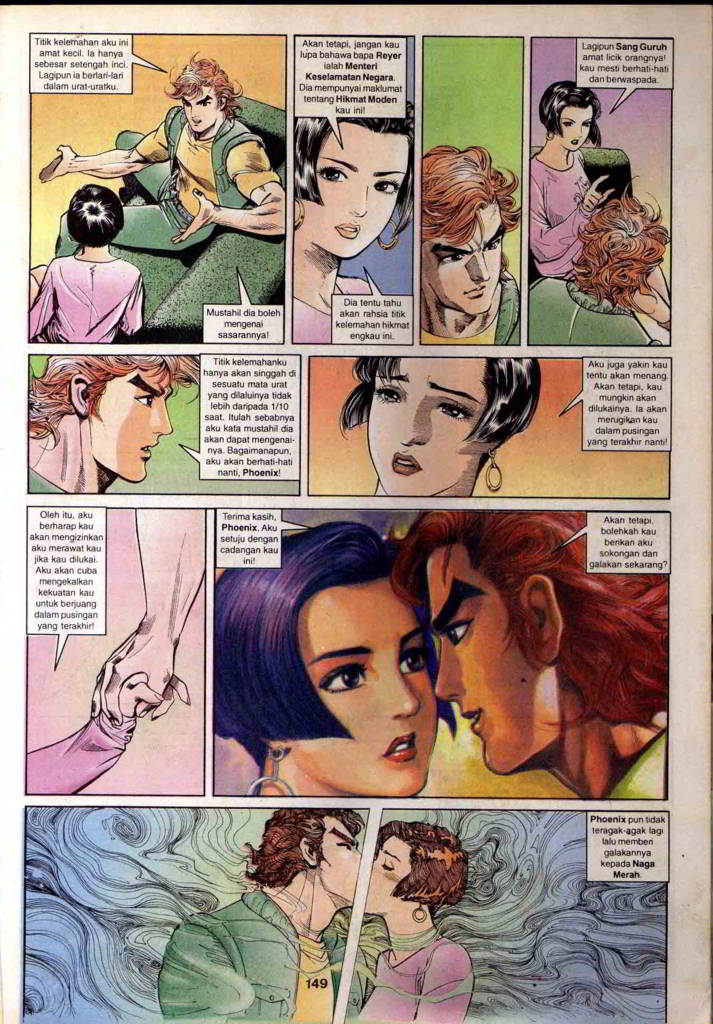 Titik kelemahan aku ini
amat kecil. Ia hanya
sebesar setengah inci.
Lagipun ia berlari-lari
dalam urat-uratku.
Mustahil dia boleh
mengenai
sasarannya!
Akan tetapi, jangan kau
lupa bahawa bapa Reyer
ialah Menteri
Keselamatan Negara.
Dia mempunyai maklumat
tentang Hikmat Moden
kau ini!
Dia tentu tahu
akan rahsia titik
kelemahan hikmat
engkau ini.
Lagipun Sang Guruh
amat licik orangnya!
kau mesti berhati-hati
dan berwaspada.
Titik kelemahanku
hanya akan singgah di
sesuatu mata urat
yang dilaluinya tidak
lebih daripada 1/10
saat. Itulah sebabnya
aku kata mustahil dia
akan dapat mengenai-
nya. Bagaimanapun,
aku akan berhati-hati
nanti, Phoenix!
Aku juga yakin kau
tentu akan menang.
Akan tetapi, kau
mungkin akan
dilukainya. Ia akan
merugikan kau
dalam pusingan
yang terakhir nanti!
Oleh itu, aku
berharap kau
akan mengizinkan
aku merawat kau
jika kau dilukai.
Aku akan cuba
mengekalkan
kekuatan kau
untuk berjuang
dalam pusingan
yang terakhir!
Terima kasih,
Phoenix. Aku
setuju dengan
cadangan kau
ini!
Akan tetapi,
bolehkah kau
berikan aku
sokongan dan
galakan sekarang?
Phoenix pun tidak
teragak-agak lagi
lalu memberi
galakannya
kepada Naga
Merah.
149